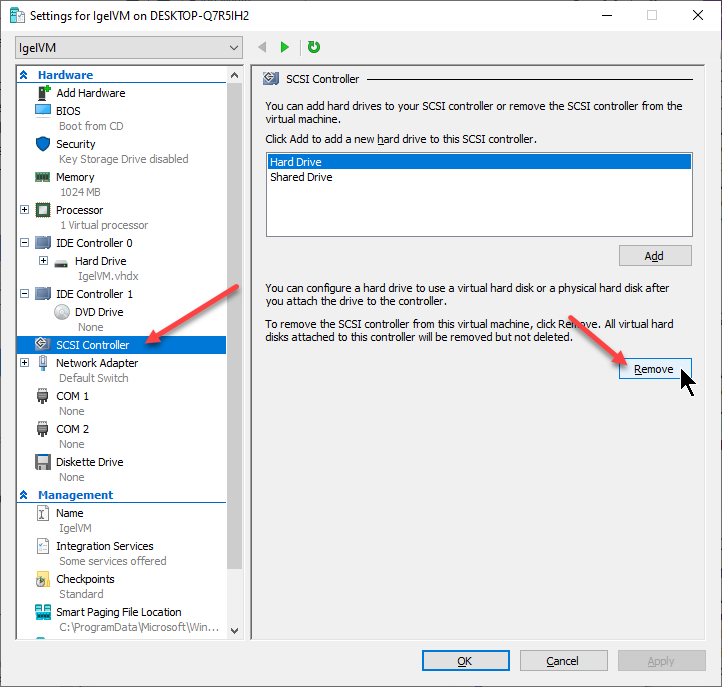 Settings for IgelVM on DESKTOP-Q7R5IH2
IgelVM
Hardware
Add Hardware
BIOS
Boot from CD
Security
Key Storage Drive disabled
Memory
1024 MB
Processor
1 Virtual processor
IDE Controller 0
Hard Drive
IgelVM.vhdx
IDE Controller 1
DVD Drive
None
SCSI Controller
Network Adapter
Default Switch
COM 1
None
COM 2
None
Diskette Drive
None
Management
Name
IgelVM
Integration Services
Some services offered
Checkpoints
Standard
Smart Paging File Location
C:\ProgramData\Microsoft\Win...
SCSI Controller
You can add hard drives to your SCSI controller or remove the SCSI controller from the
virtual machine.
Click Add to add a new hard drive to this SCSI controller.
Hard Drive
Shared Drive
Add
You can configure a hard drive to use a virtual hard disk or a physical hard disk after
you attach the drive to the controller.
To remove the SCSI controller from this virtual machine, click Remove. All virtual hard
disks attached to this controller will be removed but not deleted.
Remove
OK
Cancel
Apply